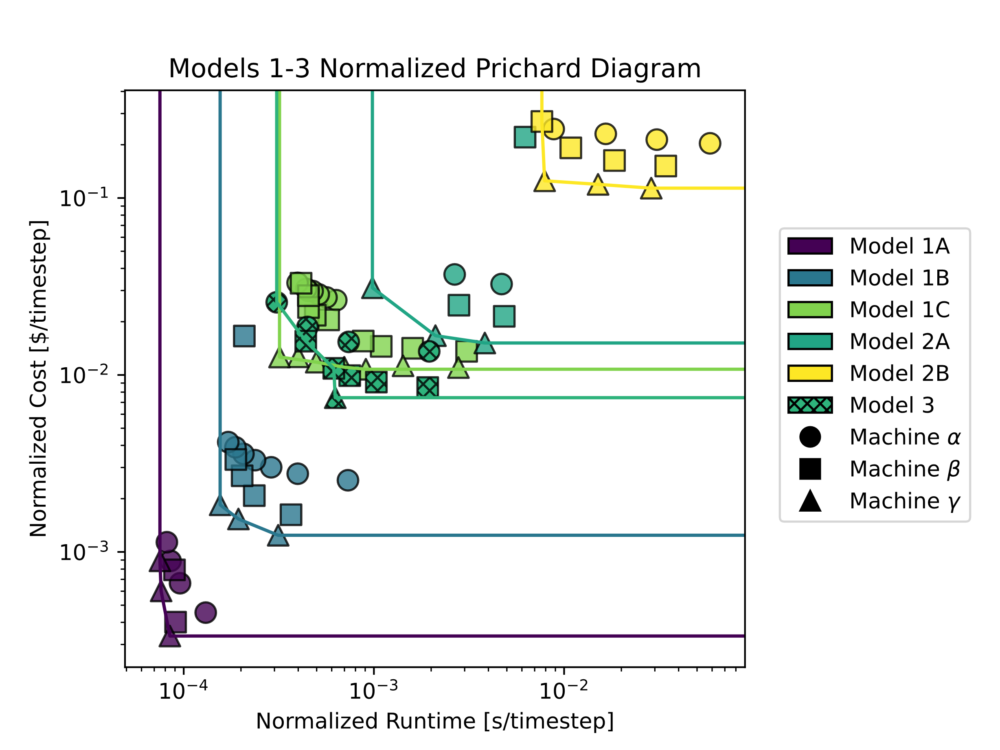 Models 1-3 Normalized Prichard Diagram
Normalized Cost [$/timestep]
10⁻¹
10⁻²
10⁻³
10⁻⁴
10⁻³
10⁻²
Normalized Runtime [s/timestep]
Model 1A
Model 1B
Model 1C
Model 2A
Model 2B
Model 3
Machine α
Machine β
Machine γ